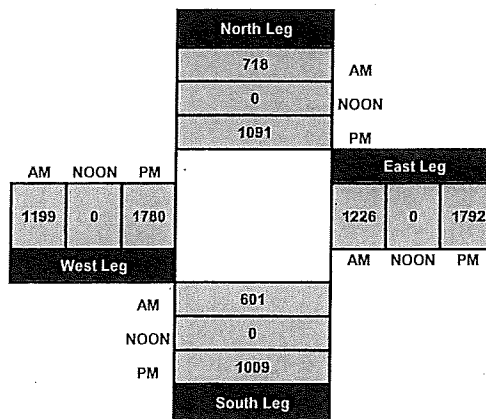 North Leg
718 AM
0 NOON
1091 PM
AM NOON PM
East Leg
1199 0 1780
1226 0 1792
West Leg
AM NOON PM
AM 601
NOON 0
PM 1009
South Leg